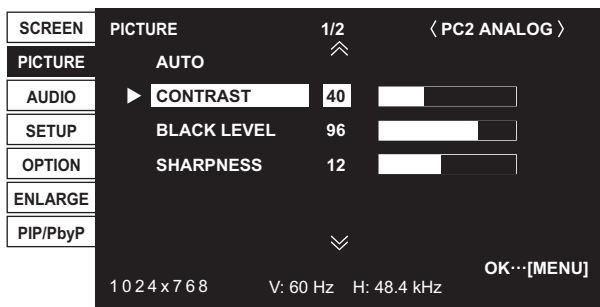 SCREEN
PICTURE
AUDIO
SETUP
OPTION
ENLARGE
PIP/PbyP
PICTURE 1/2 〈 PC2 ANALOG 〉
AUTO
CONTRAST 40
BLACK LEVEL 96
SHARPNESS 12
OK···[MENU]
1024x768 V: 60 Hz H: 48.4 kHz